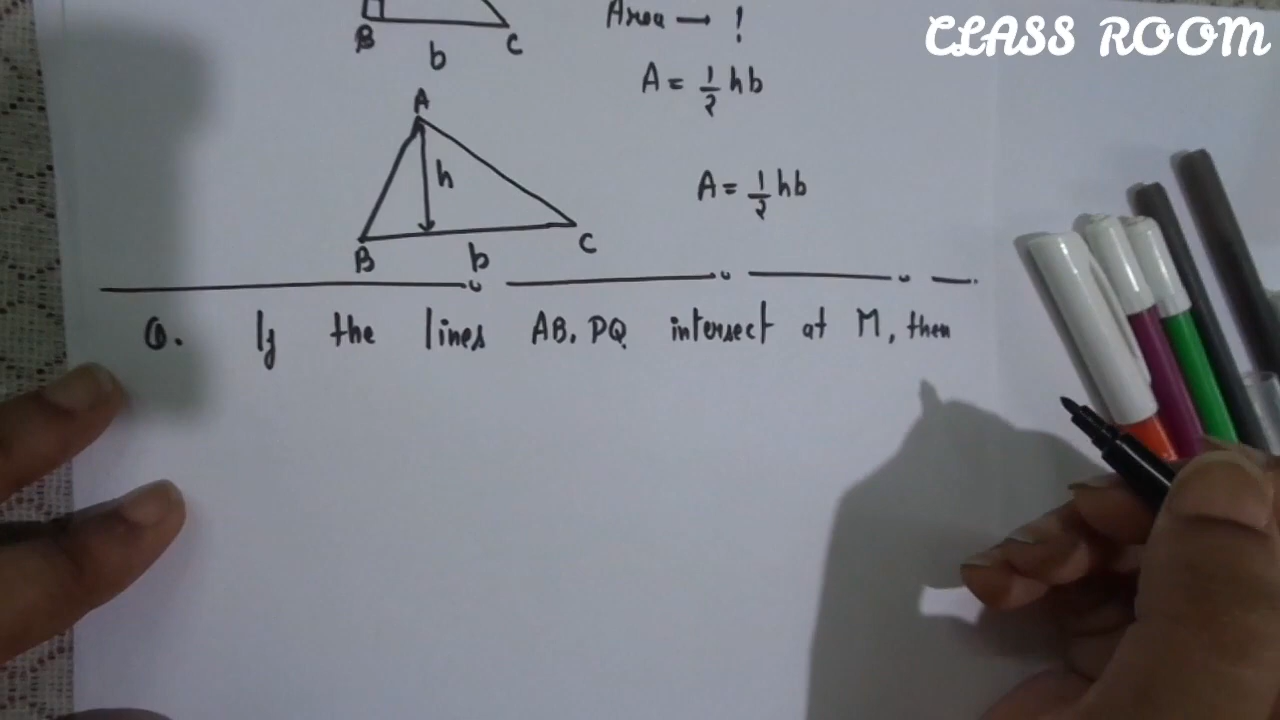 CLASS ROOM
Area → !
B
b
C
A = 1/2 hb
A
h
B
b
C
A = 1/2 hb
Q. If the lines AB, PQ intersect at M, then